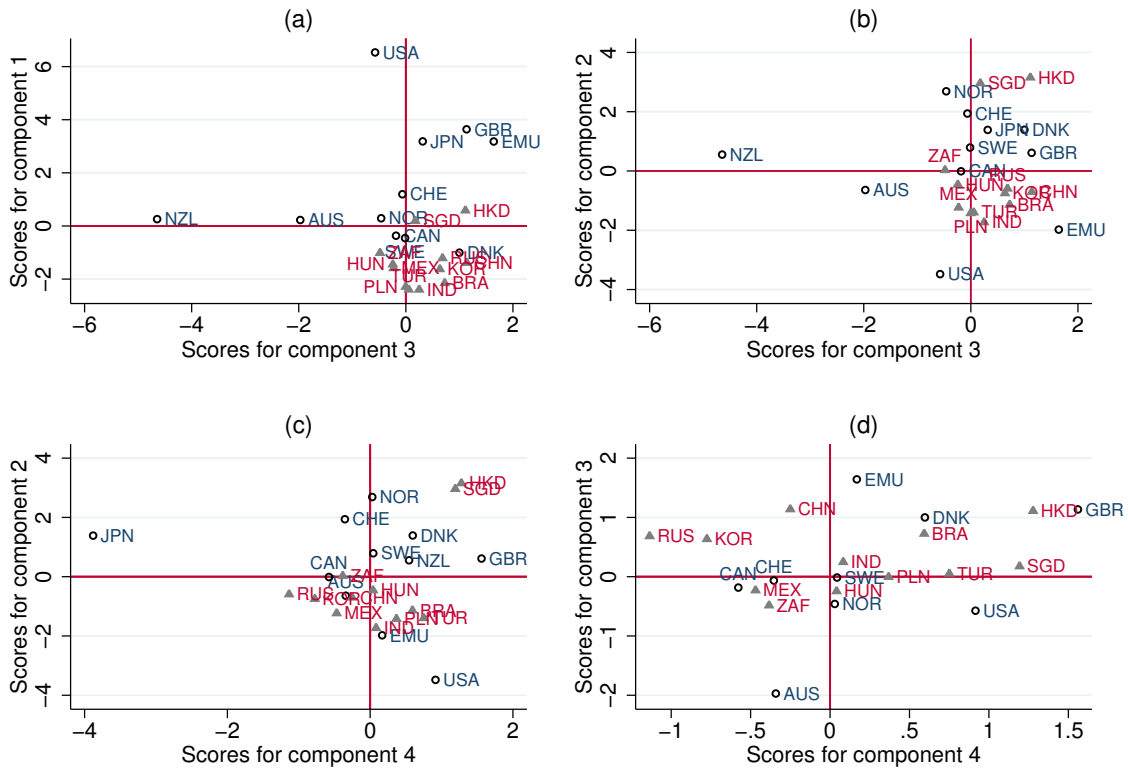 (a)
Scores for component 1
6
4
2
0
−2
USA
GBR
JPN
EMU
CHE
HKD
NZL
AUS
NOR
SGD
CAN
SWE
ZAF
DNK
RUS
HUN
MEX
KOR
CHN
TUR
PLN
IND
BRA
−6
−4
−2
0
2
Scores for component 3
(b)
Scores for component 2
4
2
0
−2
−4
SGD
HKD
NOR
CHE
JPN
DNK
SWE
GBR
NZL
ZAF
CAN
RUS
AUS
HUN
KOR
CHN
MEX
BRA
TUR
PLN
IND
EMU
USA
−6
−4
−2
0
2
Scores for component 3
(c)
Scores for component 2
4
2
0
−2
−4
HKD
SGD
NOR
CHE
JPN
DNK
SWE
NZL
GBR
CAN
ZAF
AUS
HUN
RUS
KOR
CHN
MEX
BRA
PLN
TUR
IND
EMU
USA
−4
−2
0
2
Scores for component 4
(d)
Scores for component 3
2
1
0
−1
−2
EMU
CHN
HKD
GBR
DNK
RUS
KOR
BRA
IND
SGD
CHE
CAN
SWE
PLN
TUR
MEX
HUN
ZAF
NOR
USA
AUS
−1
−.5
0
.5
1
1.5
Scores for component 4